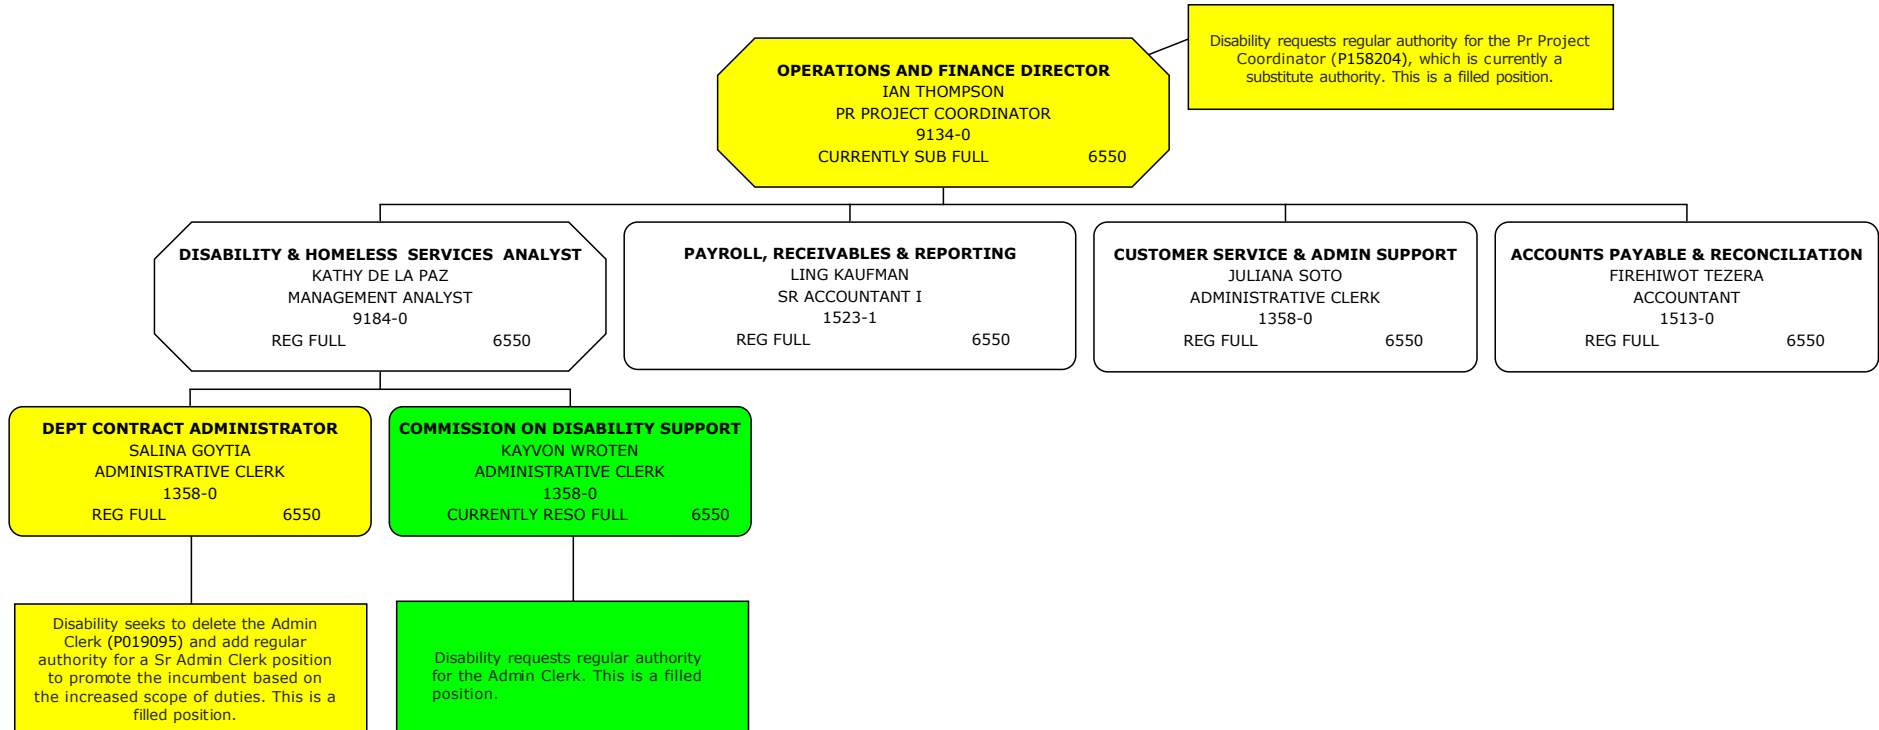 Disability requests regular authority for the Pr Project
Coordinator (P158204), which is currently a
substitute authority. This is a filled position.
OPERATIONS AND FINANCE DIRECTOR
IAN THOMPSON
PR PROJECT COORDINATOR
9134-0
CURRENTLY SUB FULL 6550
DISABILITY & HOMELESS SERVICES ANALYST
KATHY DE LA PAZ
MANAGEMENT ANALYST
9184-0
REG FULL 6550
PAYROLL, RECEIVABLES & REPORTING
LING KAUFMAN
SR ACCOUNTANT I
1523-1
REG FULL 6550
CUSTOMER SERVICE & ADMIN SUPPORT
JULIANA SOTO
ADMINISTRATIVE CLERK
1358-0
REG FULL 6550
ACCOUNTS PAYABLE & RECONCILIATION
FIREHIWOT TEZERA
ACCOUNTANT
1513-0
REG FULL 6550
DEPT CONTRACT ADMINISTRATOR
SALINA GOYTIA
ADMINISTRATIVE CLERK
1358-0
REG FULL 6550
COMMISSION ON DISABILITY SUPPORT
KAYVON WROTEN
ADMINISTRATIVE CLERK
1358-0
CURRENTLY RESO FULL 6550
Disability seeks to delete the Admin
Clerk (P019095) and add regular
authority for a Sr Admin Clerk position
to promote the incumbent based on
the increased scope of duties. This is a
filled position.
Disability requests regular authority
for the Admin Clerk. This is a filled
position.